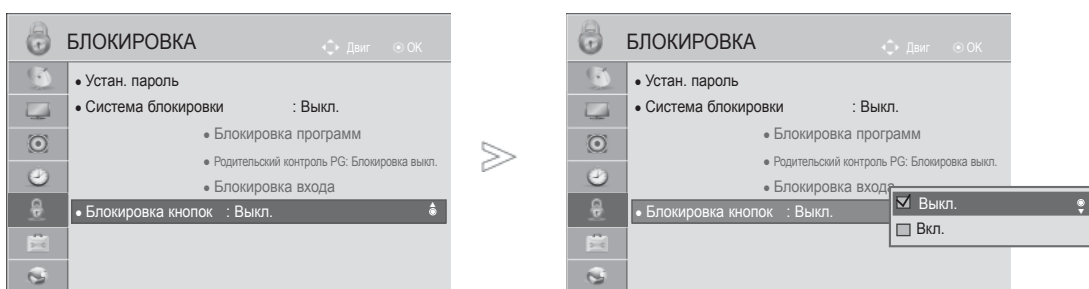 БЛОКИРОВКА Двиг OK
• Устан. пароль
• Система блокировки : Выкл.
• Блокировка программ
• Родительский контроль PG: Блокировка выкл.
• Блокировка входа
• Блокировка кнопок : Выкл.
БЛОКИРОВКА Двиг OK
• Устан. пароль
• Система блокировки : Выкл.
• Блокировка программ
• Родительский контроль PG: Блокировка выкл.
• Блокировка входа
• Блокировка кнопок : Выкл.
Выкл.
Вкл.